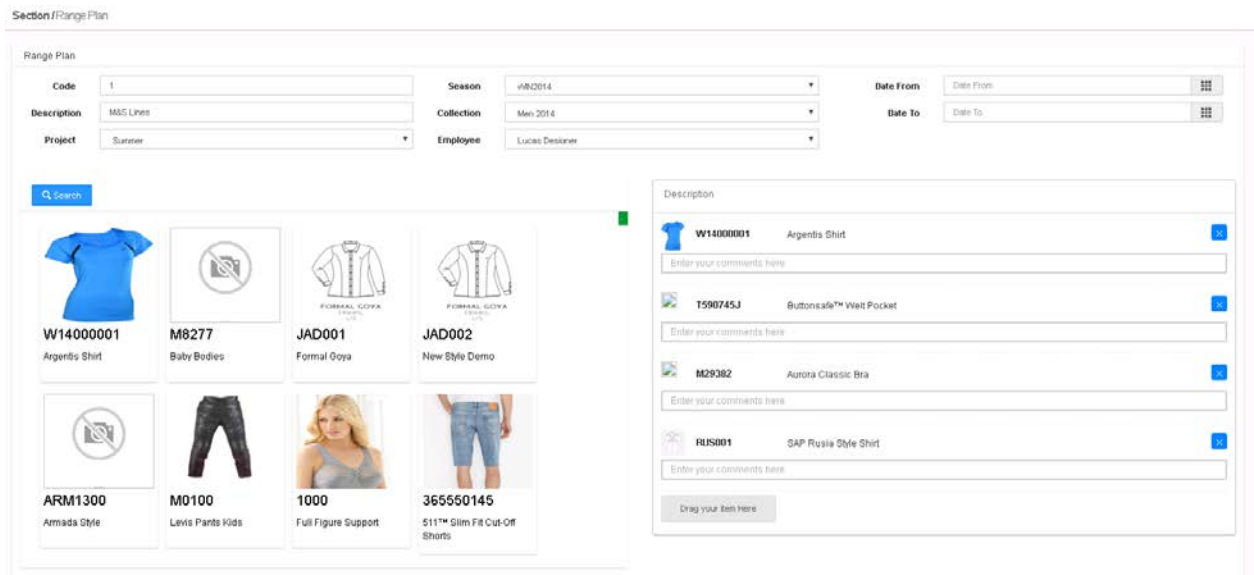 Section / Range Plan
Range Plan
Code 1 Season WN2014 Date From Date From
Description M&S Lines Collection Men 2014 Date To Date To
Project Summer Employee Lucas Designer
Search
Description
W14000001 Argentis Shirt
Enter your comments here
T590745J Buttonsafe™ Welt Pocket
Enter your comments here
M29382 Aurora Classic Bra
Enter your comments here
RUS001 SAP Rusia Style Shirt
Enter your comments here
Drag your item Here
FORMAL GOYA
FORMAL GOYA
W14000001 M8277 JAD001 JAD002
Argentis Shirt Baby Bodies Formal Goya New Style Demo
ARM1300 M0100 1000 365550145
Armada Style Levis Pants Kids Full Figure Support 511™ Slim Fit Cut-Off
Shorts